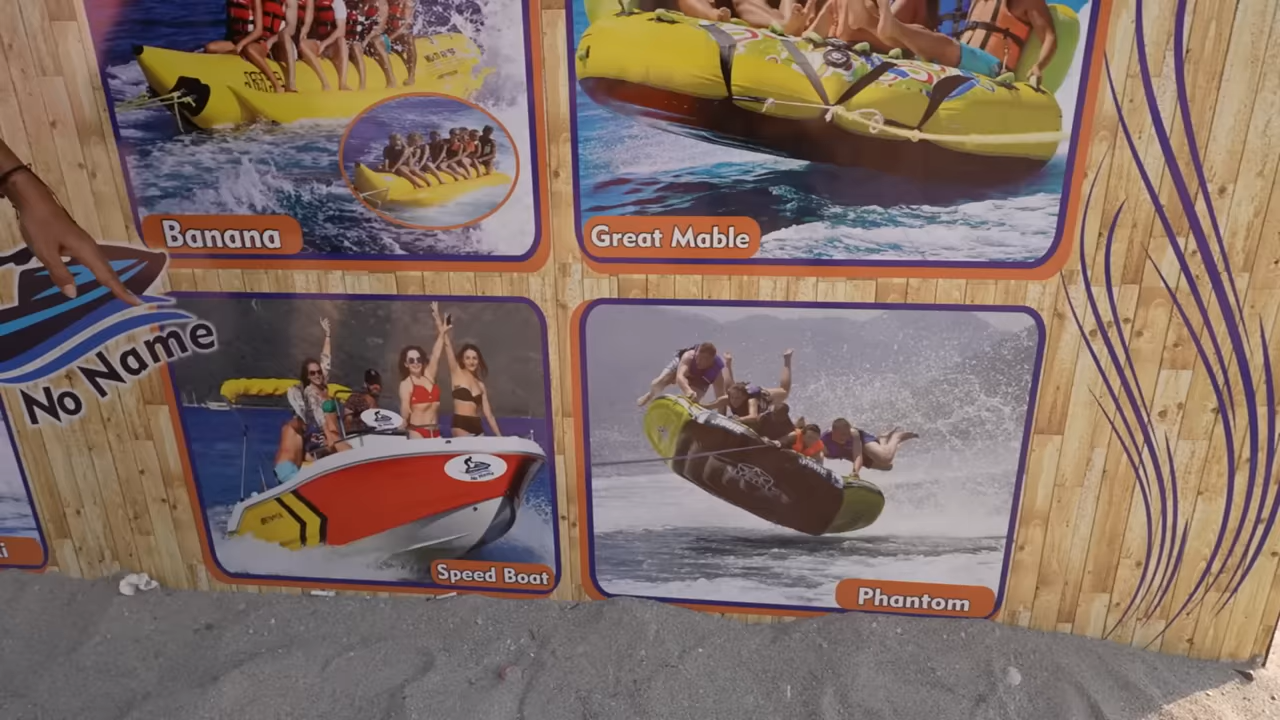 Banana
Great Mable
No Name
Speed Boat
Phantom